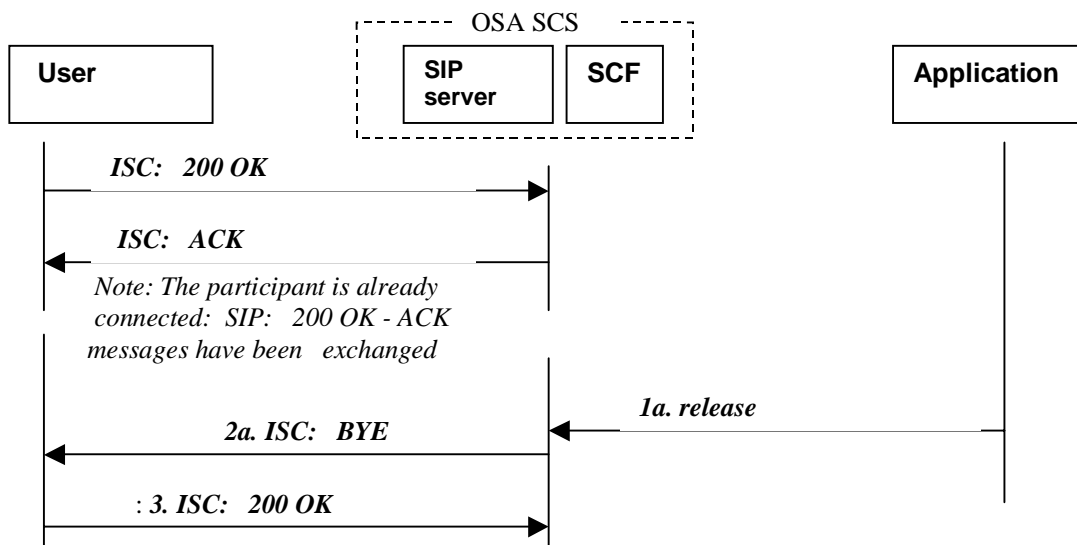 OSA SCS
User
SIP
server
SCF
Application
ISC: 200 OK
ISC: ACK
Note: The participant is already
connected: SIP: 200 OK - ACK
messages have been exchanged
1a. release
2a. ISC: BYE
: 3. ISC: 200 OK